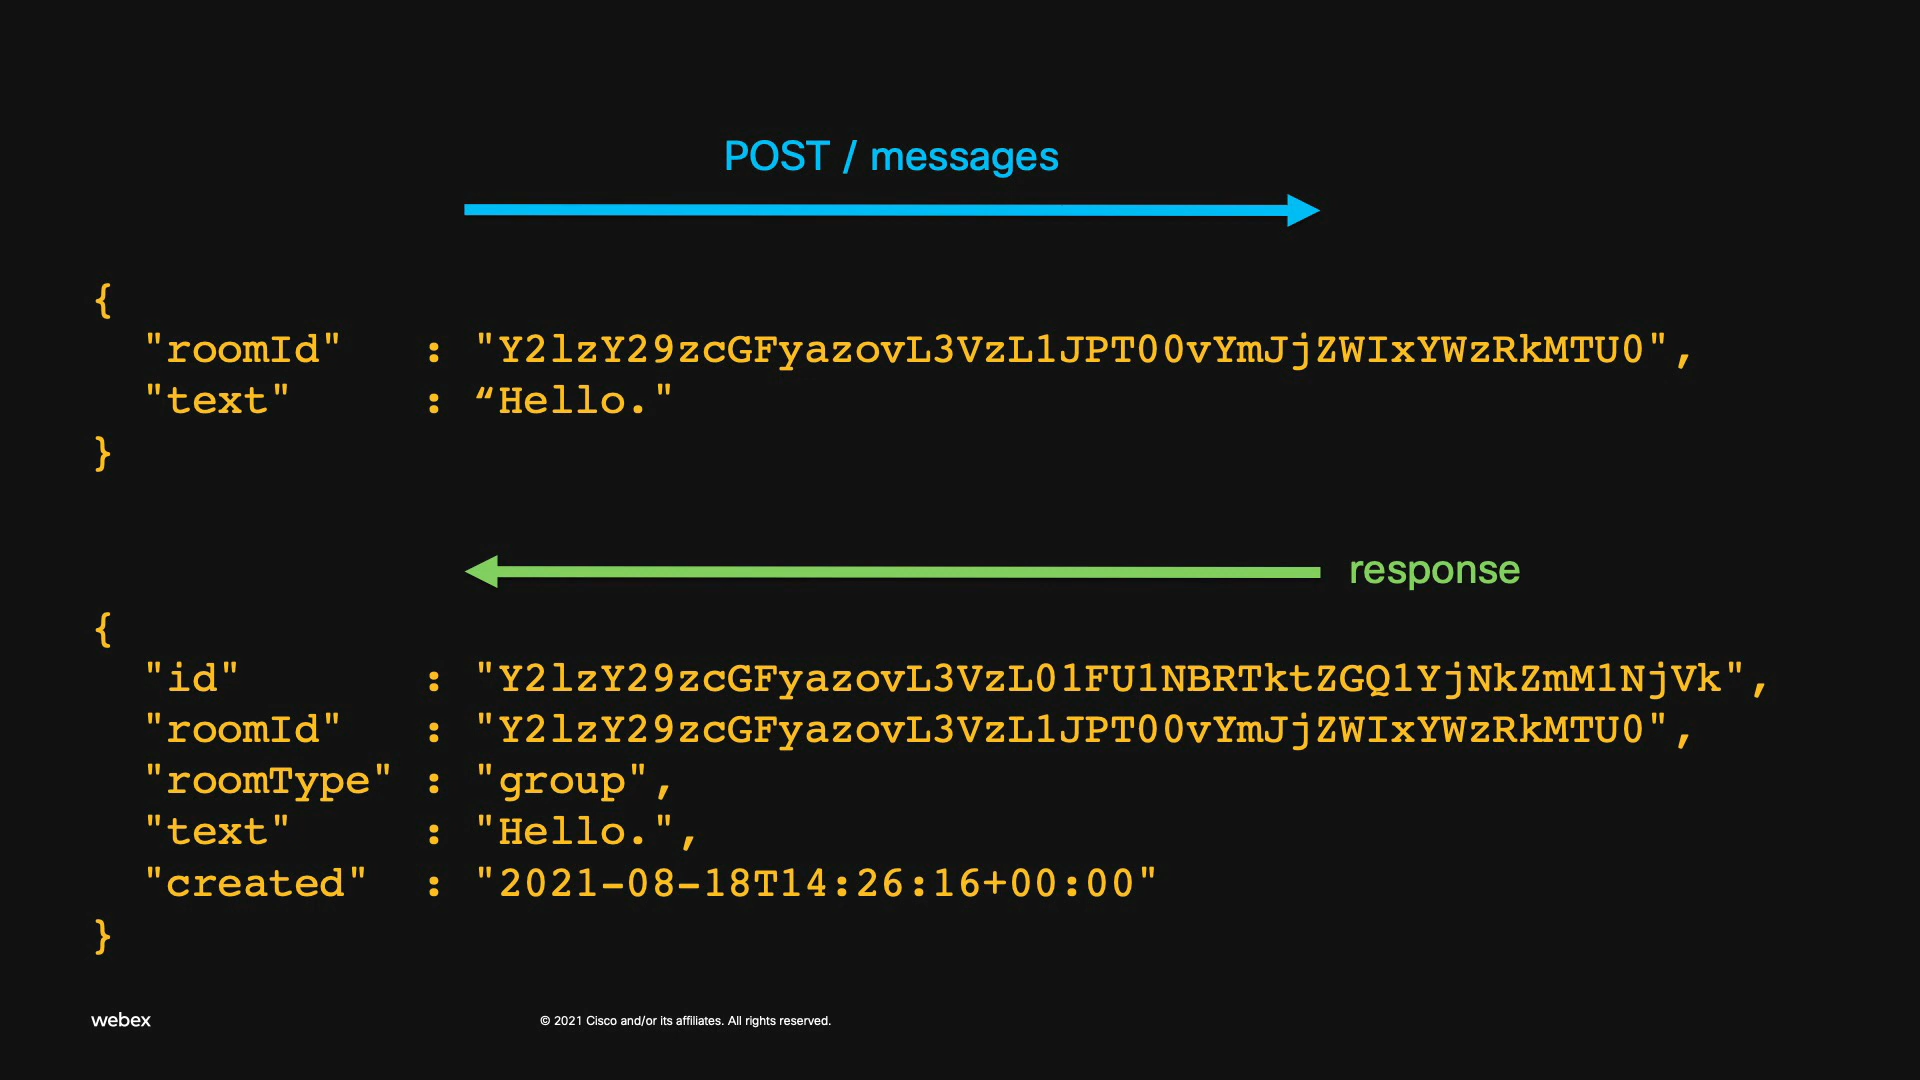 POST / messages
{
"roomId" : "Y2lzY29zcGFyazovL3VzL1JPT00vYmJjZWIxYWzRkMTU0",
"text" : “Hello."
}
response
{
"id" : "Y2lzY29zcGFyazovL3VzL01FU1NBRTktZGQ1YjNkZmM1NjVk",
"roomId" : "Y2lzY29zcGFyazovL3VzL1JPT00vYmJjZWIxYWzRkMTU0",
"roomType" : "group",
"text" : "Hello.",
"created" : "2021-08-18T14:26:16+00:00"
}
webex
© 2021 Cisco and/or its affiliates. All rights reserved.